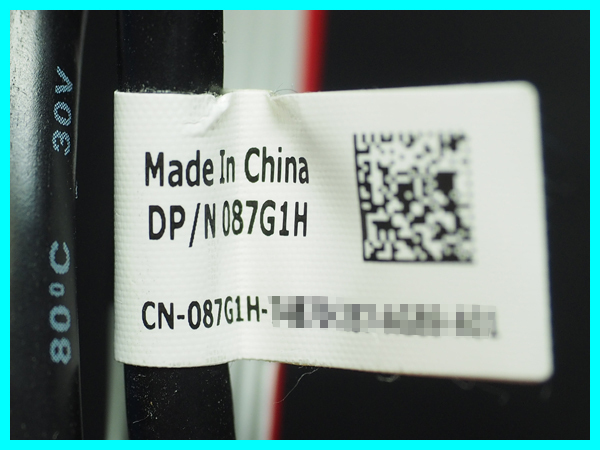 30V
80°C
Made In China
DP/N 087G1H
CN-087G1H-